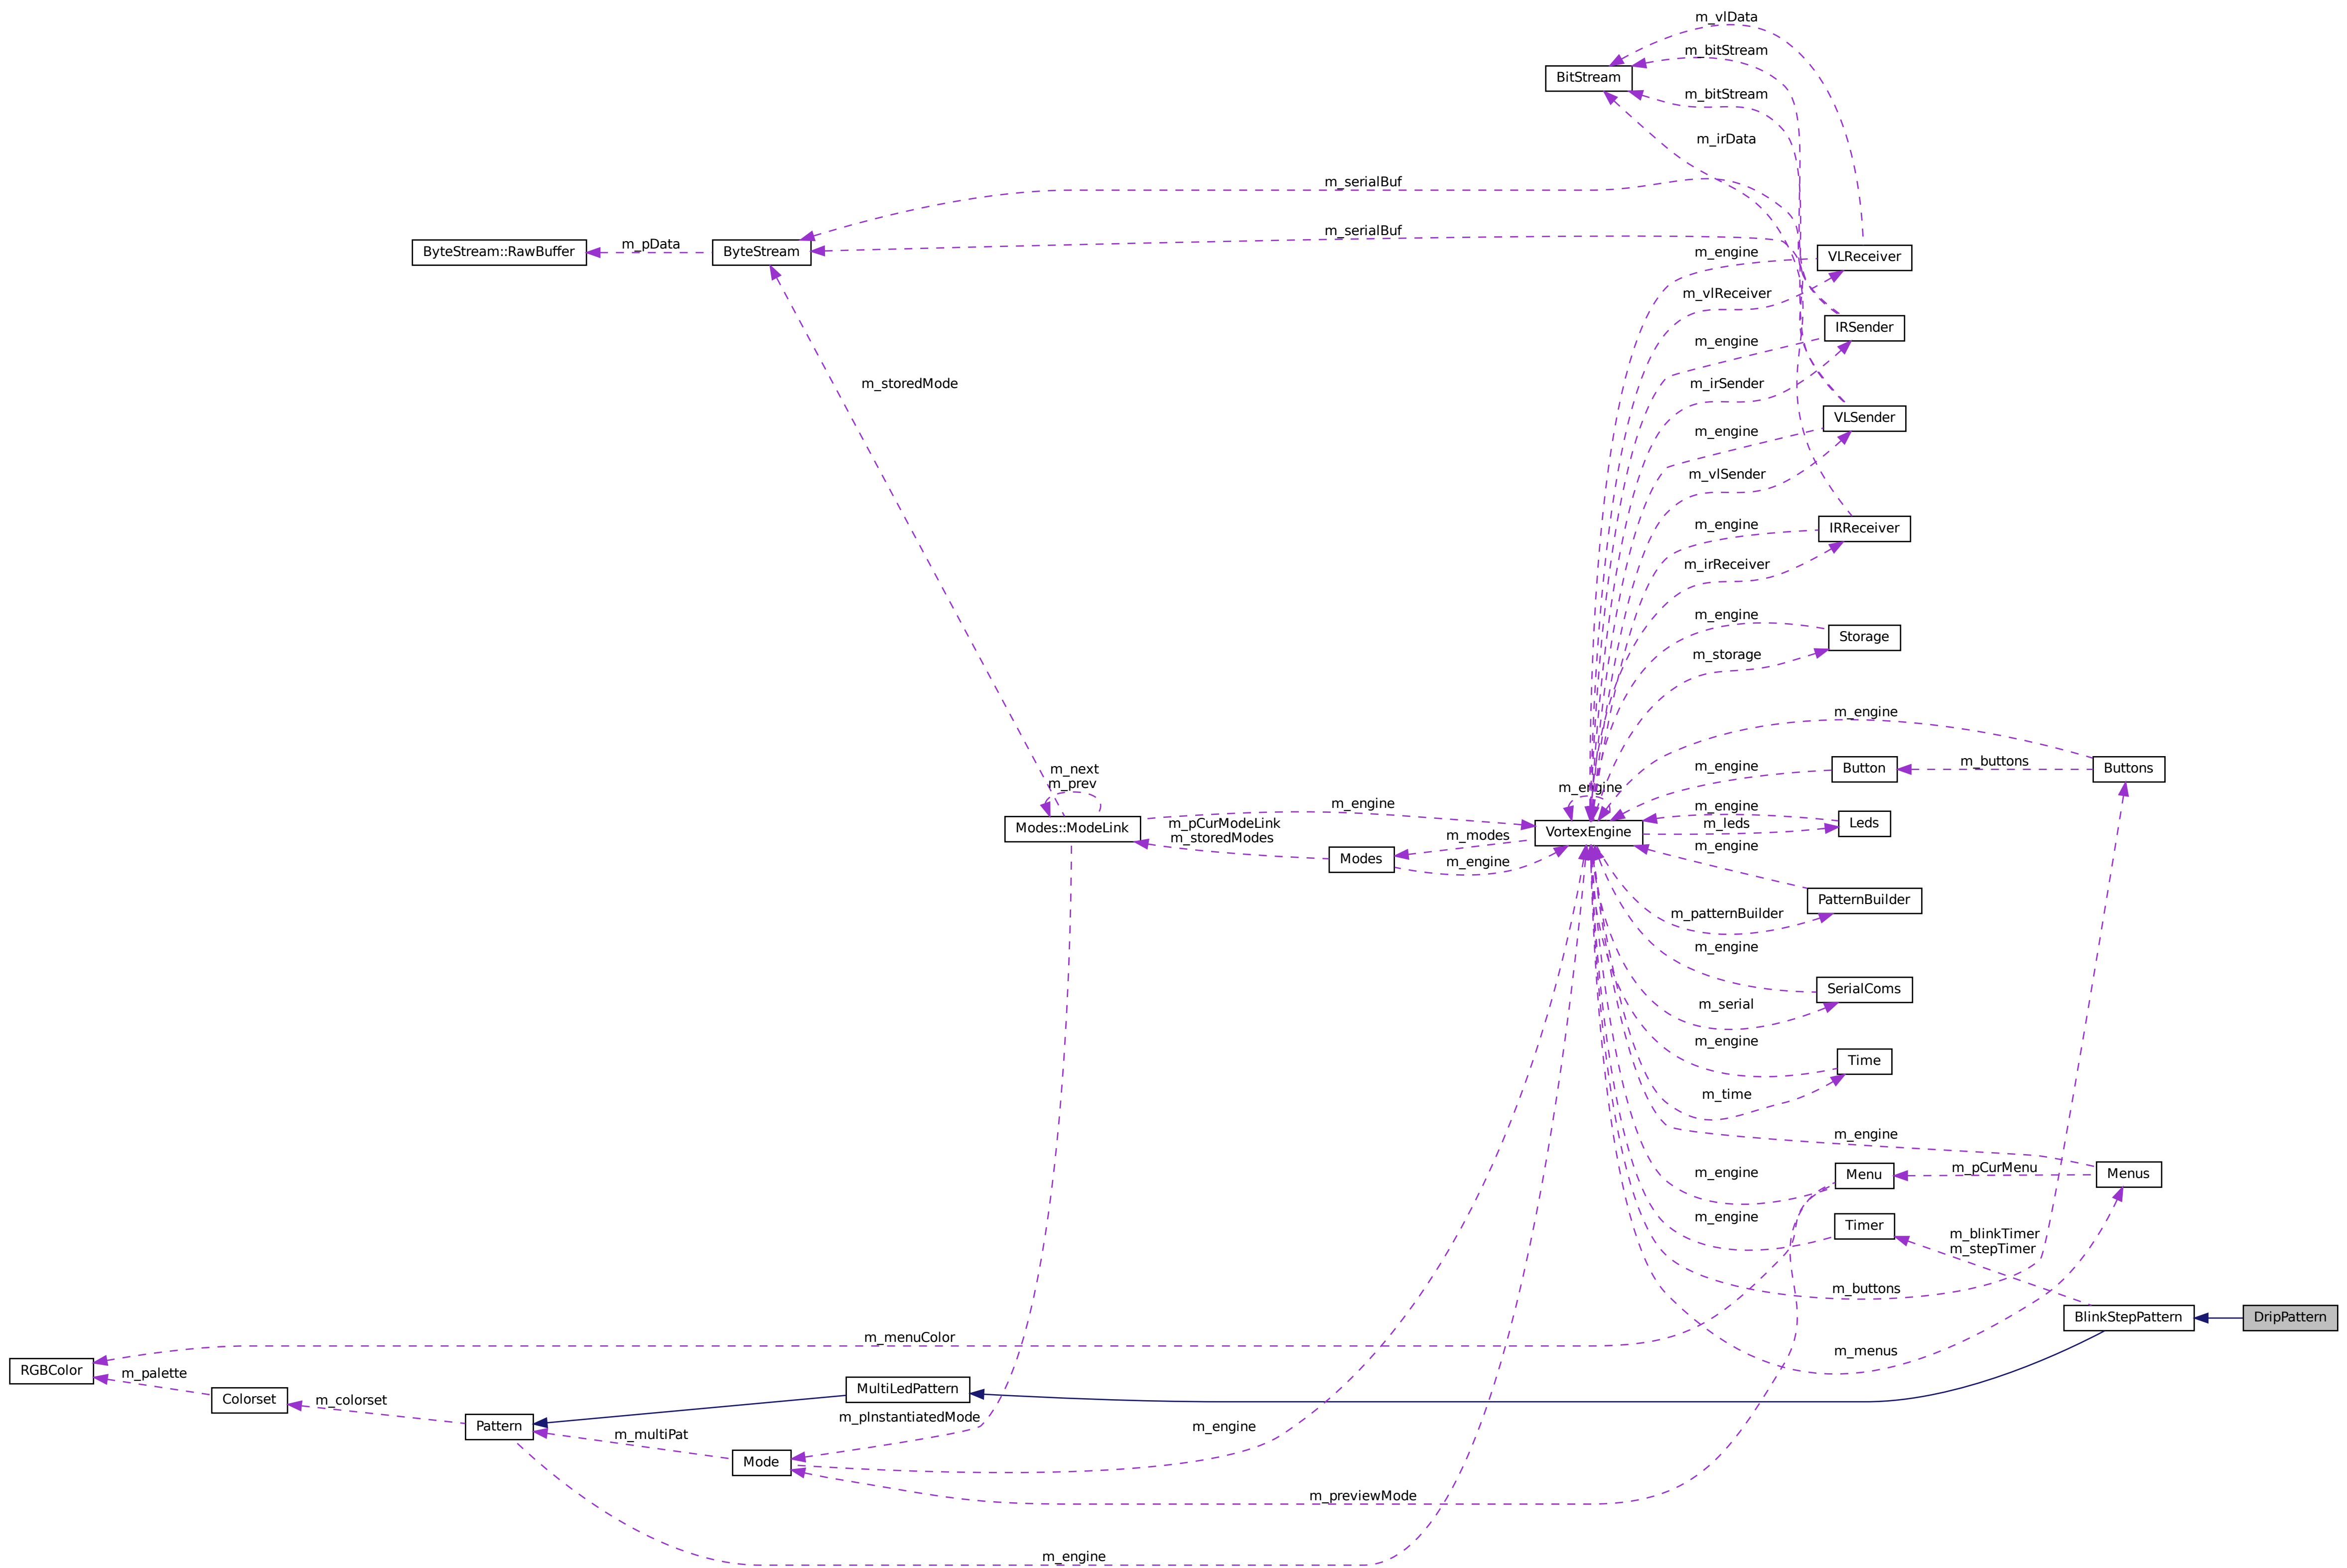 m_vlData
m_bitStream
BitStream
m_bitStream
m_irData
m_serialBuf
m_serialBuf
ByteStream::RawBuffer
m_pData
ByteStream
m_engine
VLReceiver
m_vlReceiver
IRSender
m_engine
m_storedMode
m_irSender
VLSender
m_engine
m_vlSender
m_engine
IRReceiver
m_irReceiver
m_engine
Storage
m_storage
m_engine
m_next
m_prev
m_engine
Button
m_buttons
Buttons
m_engine
m_engine
m_engine
Modes::ModeLink
m_pCurModeLink
m_storedModes
m_modes
VortexEngine
m_leds
Leds
Modes
m_engine
m_engine
PatternBuilder
m_patternBuilder
m_engine
SerialComs
m_serial
m_engine
Time
m_time
m_engine
m_engine
Menu
m_pCurMenu
Menus
m_engine
Timer
m_blinkTimer
m_stepTimer
m_buttons
BlinkStepPattern
DripPattern
m_menuColor
m_menus
RGBColor
m_palette
Colorset
m_colorset
MultiLedPattern
m_pInstantiatedMode
Pattern
m_multiPat
m_engine
Mode
m_previewMode
m_engine